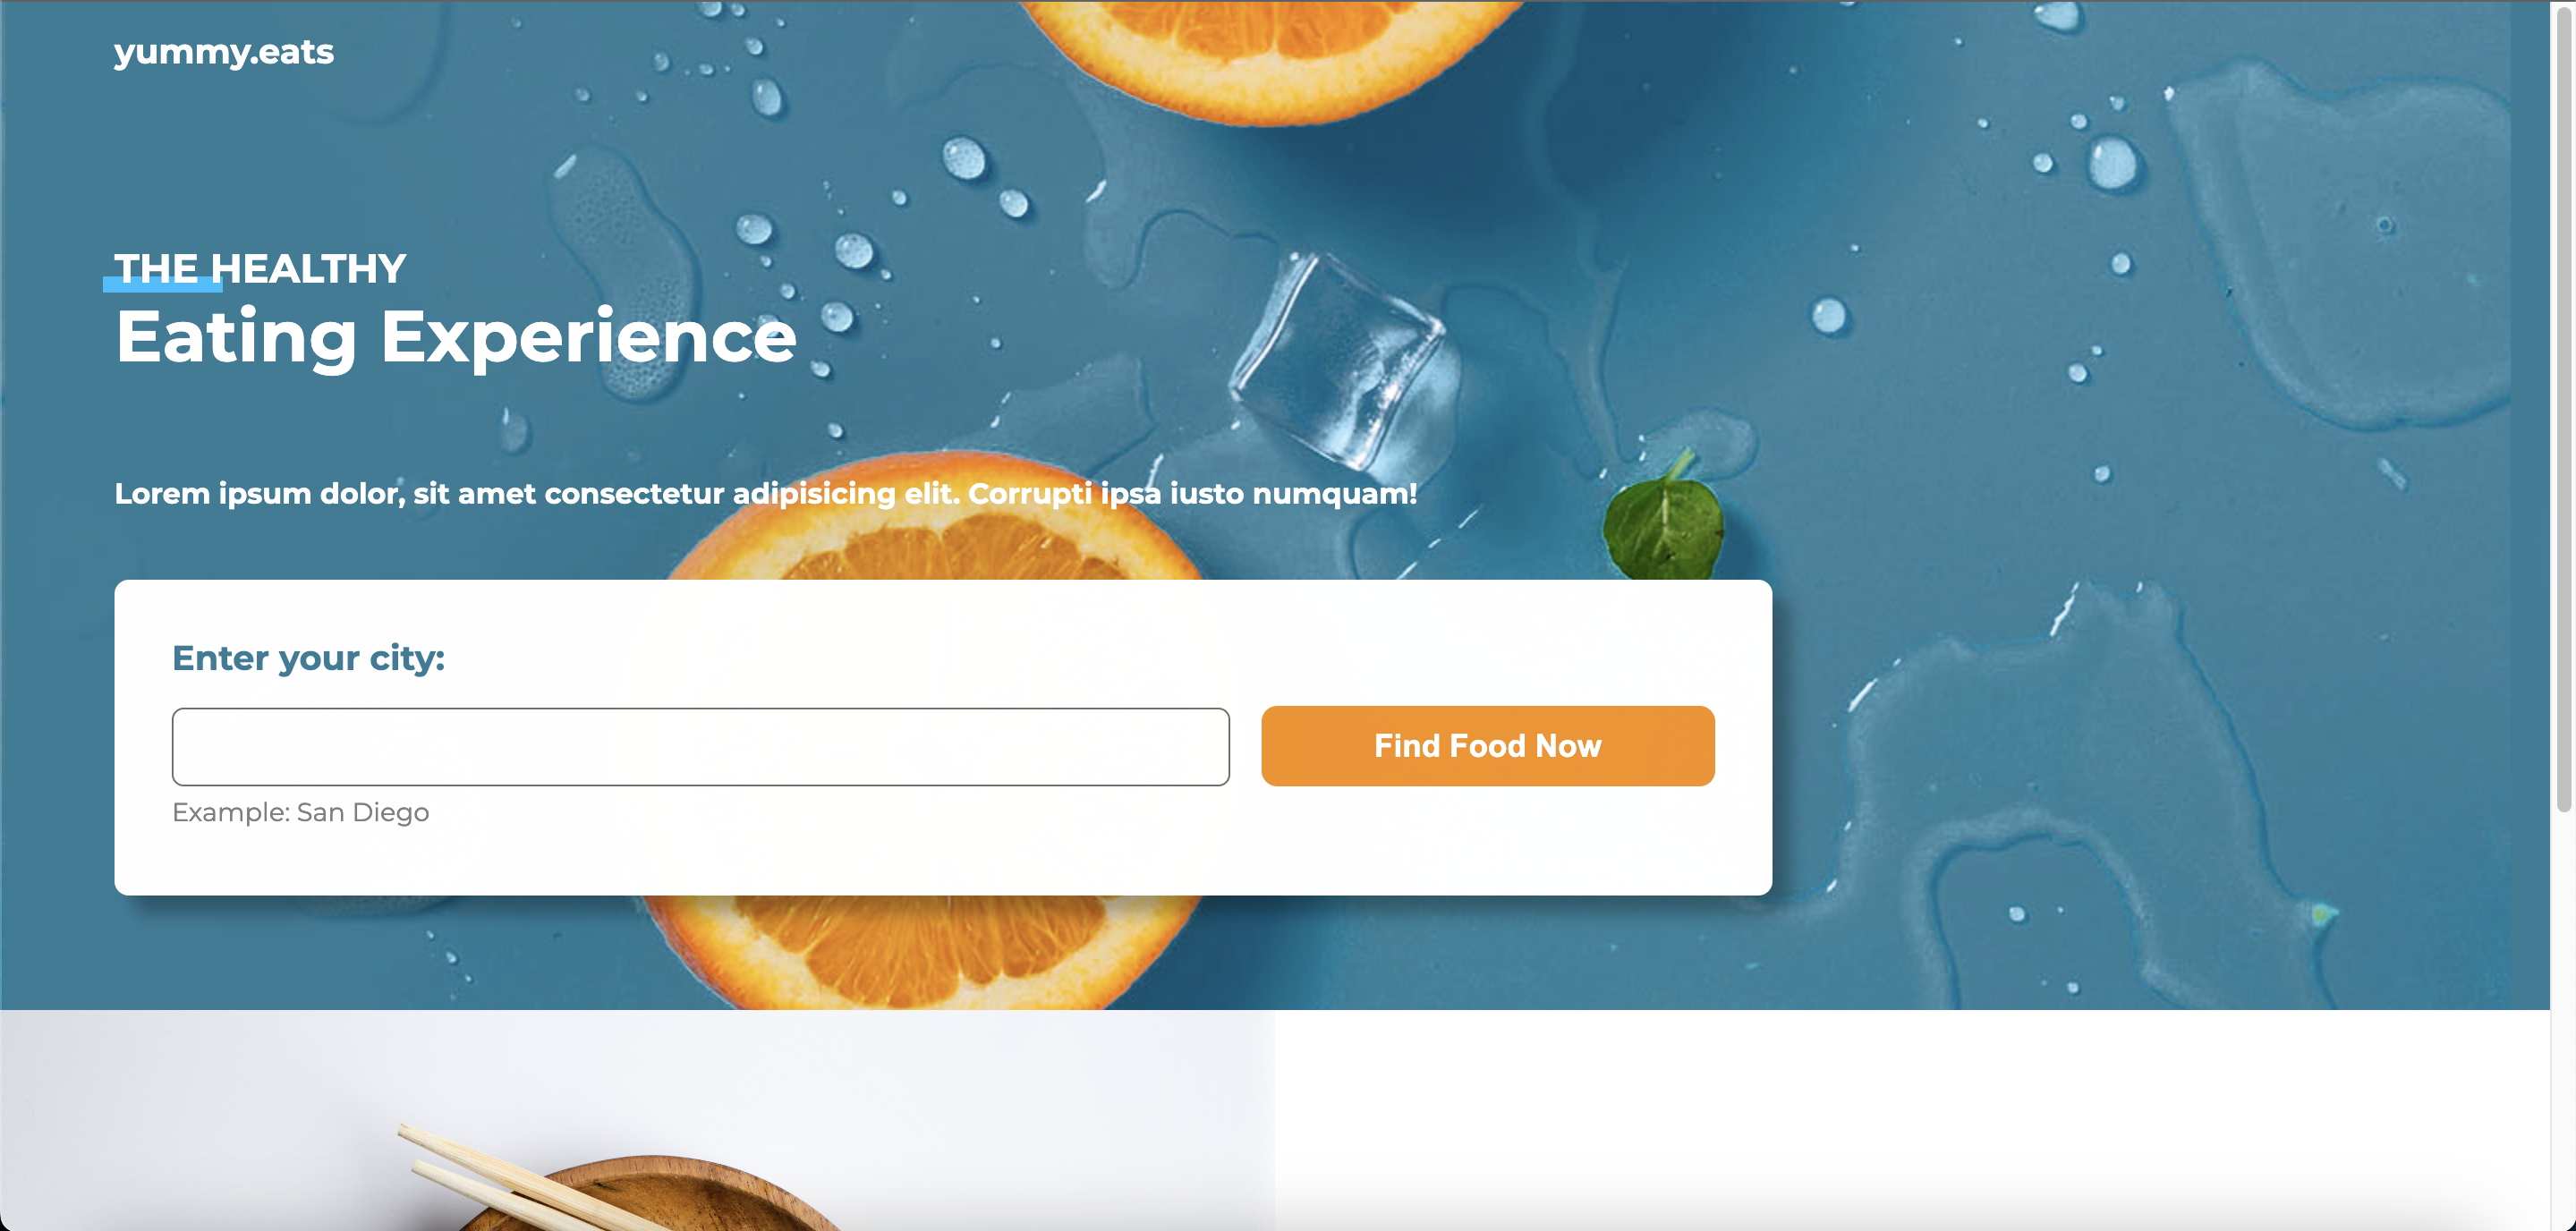 yummy.eats
THE HEALTHY
Eating Experience
Lorem ipsum dolor, sit amet consectetur adipisicing elit. Corrupti ipsa iusto numquam!
Enter your city:
Find Food Now
Example: San Diego